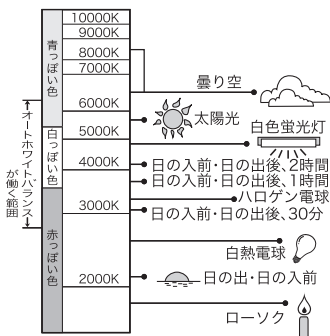 10000K
9000K
8000K
7000K
6000K
5000K
4000K
3000K
2000K
青っぽい色
白っぽい色
赤っぽい色
オートホワイトバランスが働く範囲
曇り空
太陽光
白色蛍光灯
日の入前･日の出後､2時間
日の入前･日の出後､1時間
ハロゲン電球
日の入前･日の出後､30分
白熱電球
日の出･日の入前
ローソク